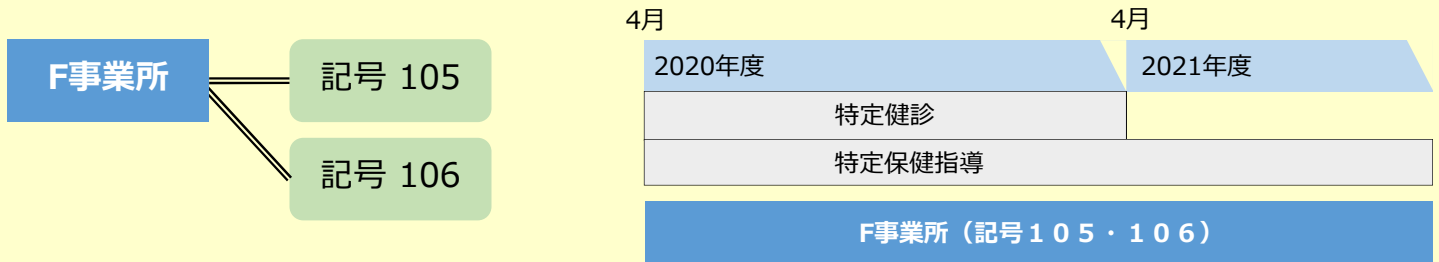 4月
4月
F事業所
記号 105
記号 106
2020年度
2021年度
特定健診
特定保健指導
F事業所（記号１０５・１０６）